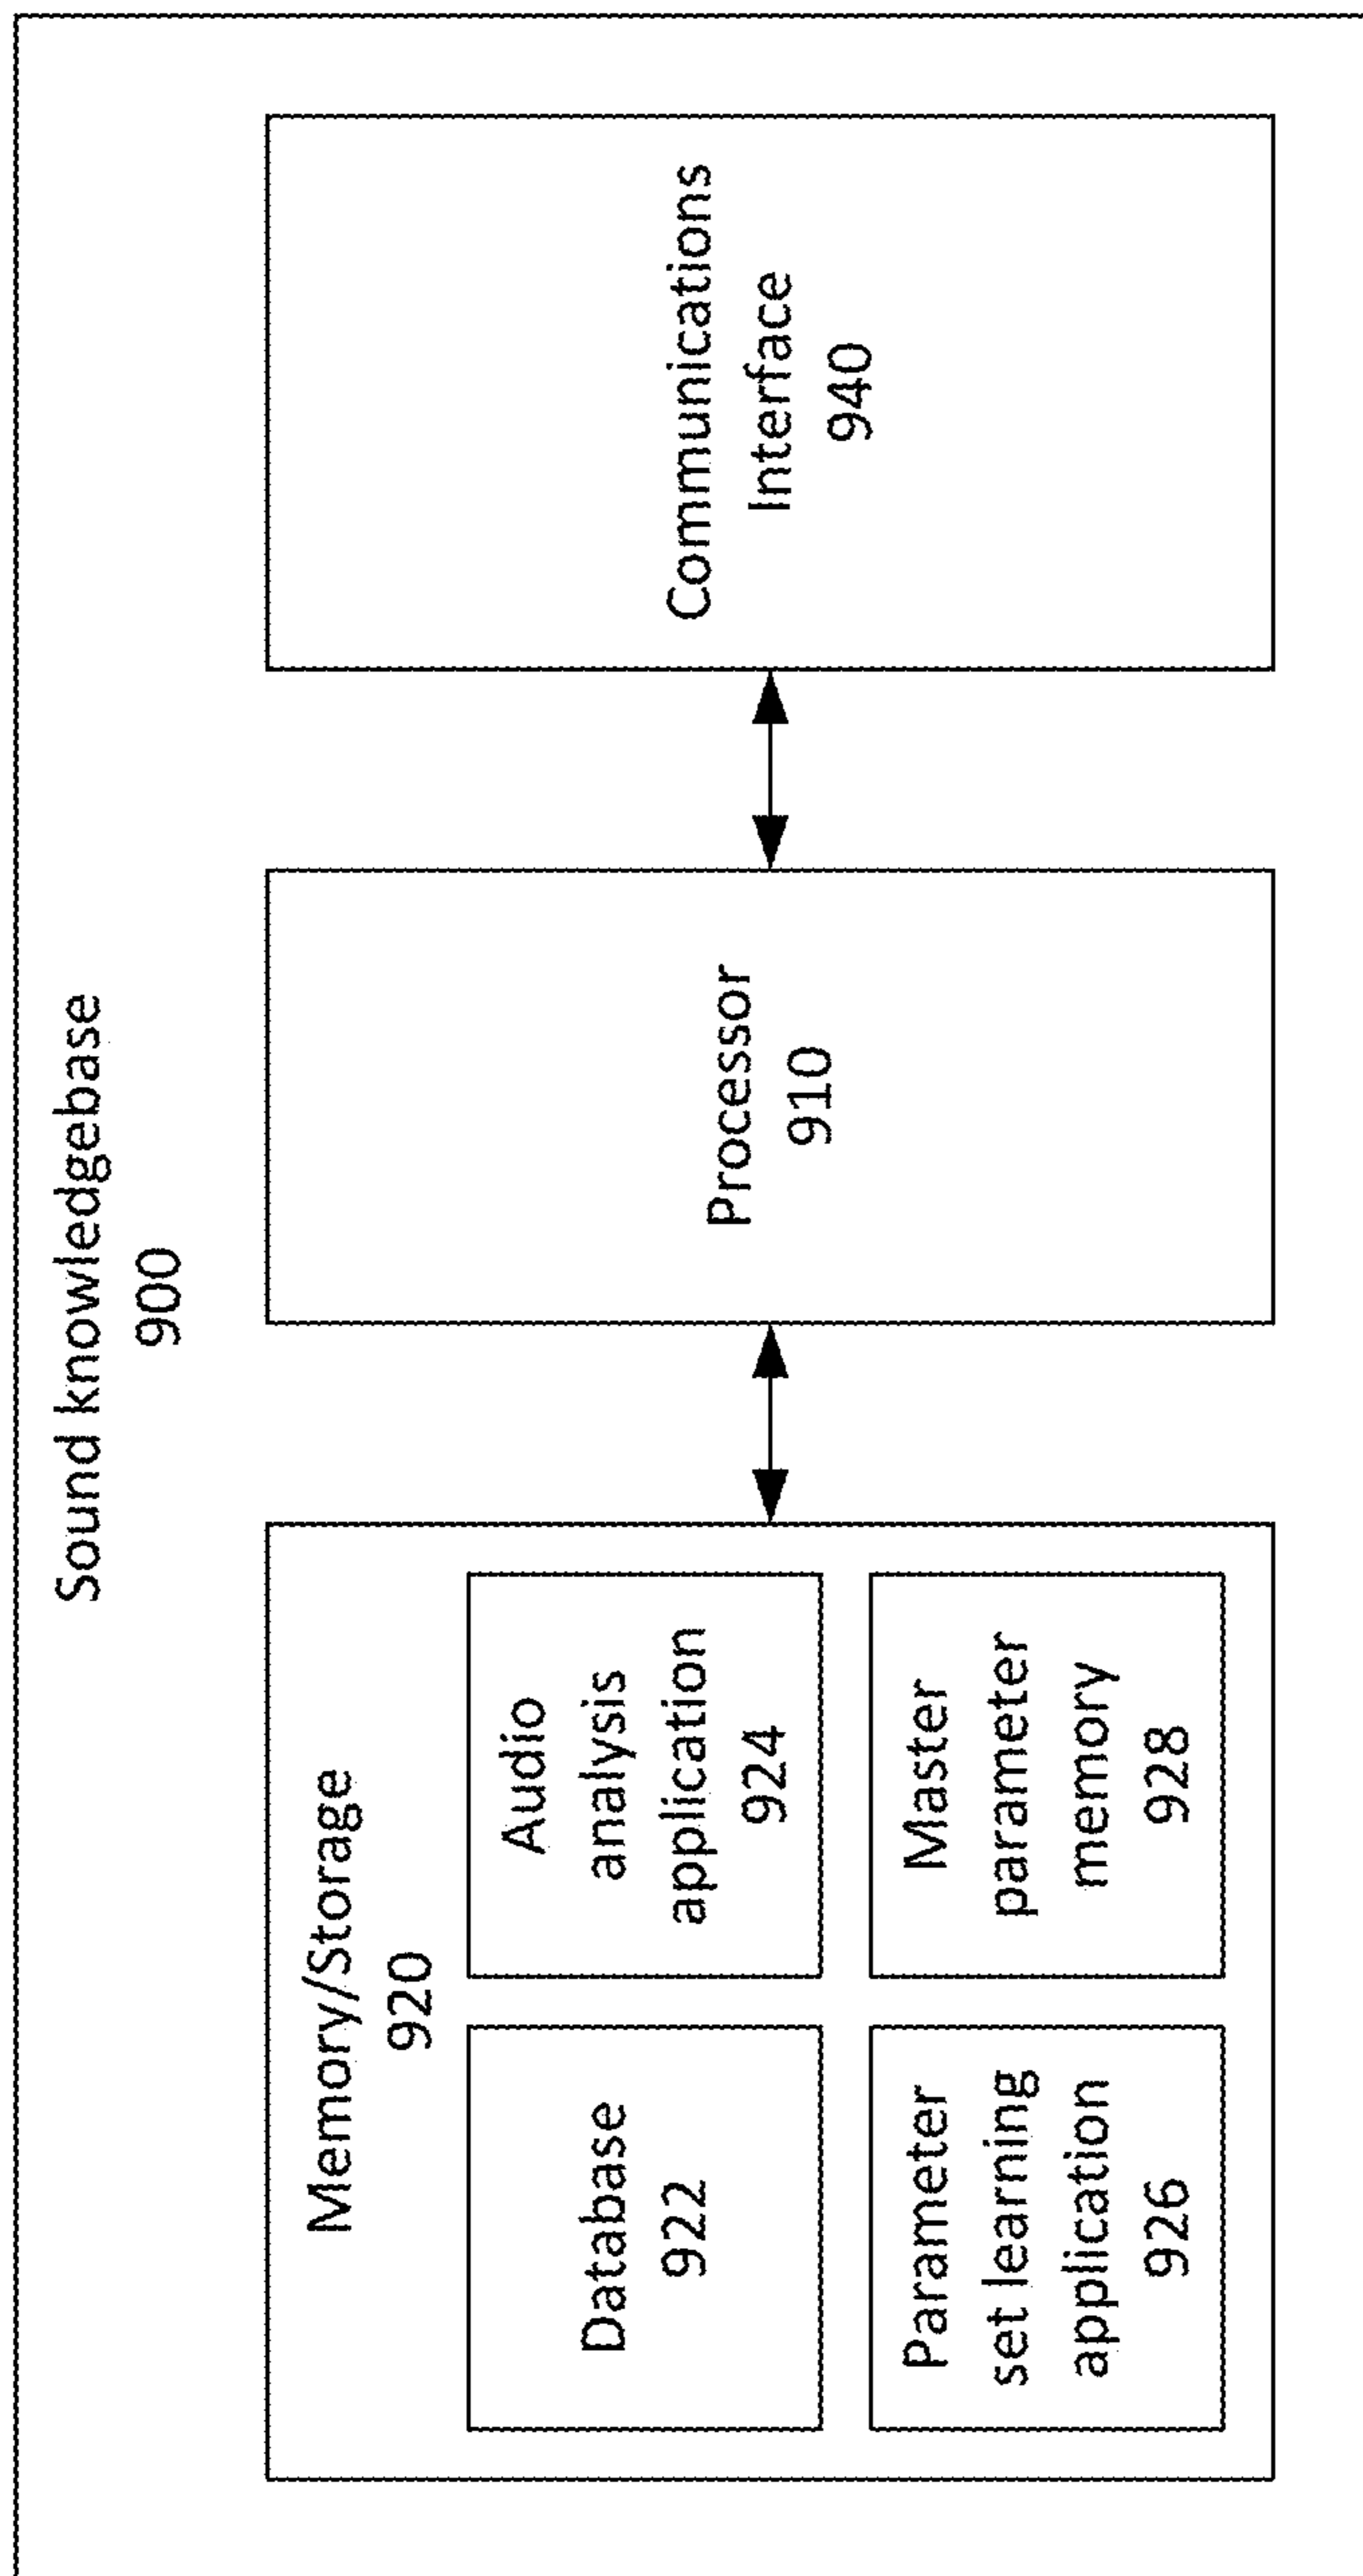 Sound knowledgebase
900
Memory/Storage
920
Database
922
Audio
analysis
application
924
Parameter
set learning
application
926
Master
parameter
memory
928
Processor
910
Communications
Interface
940